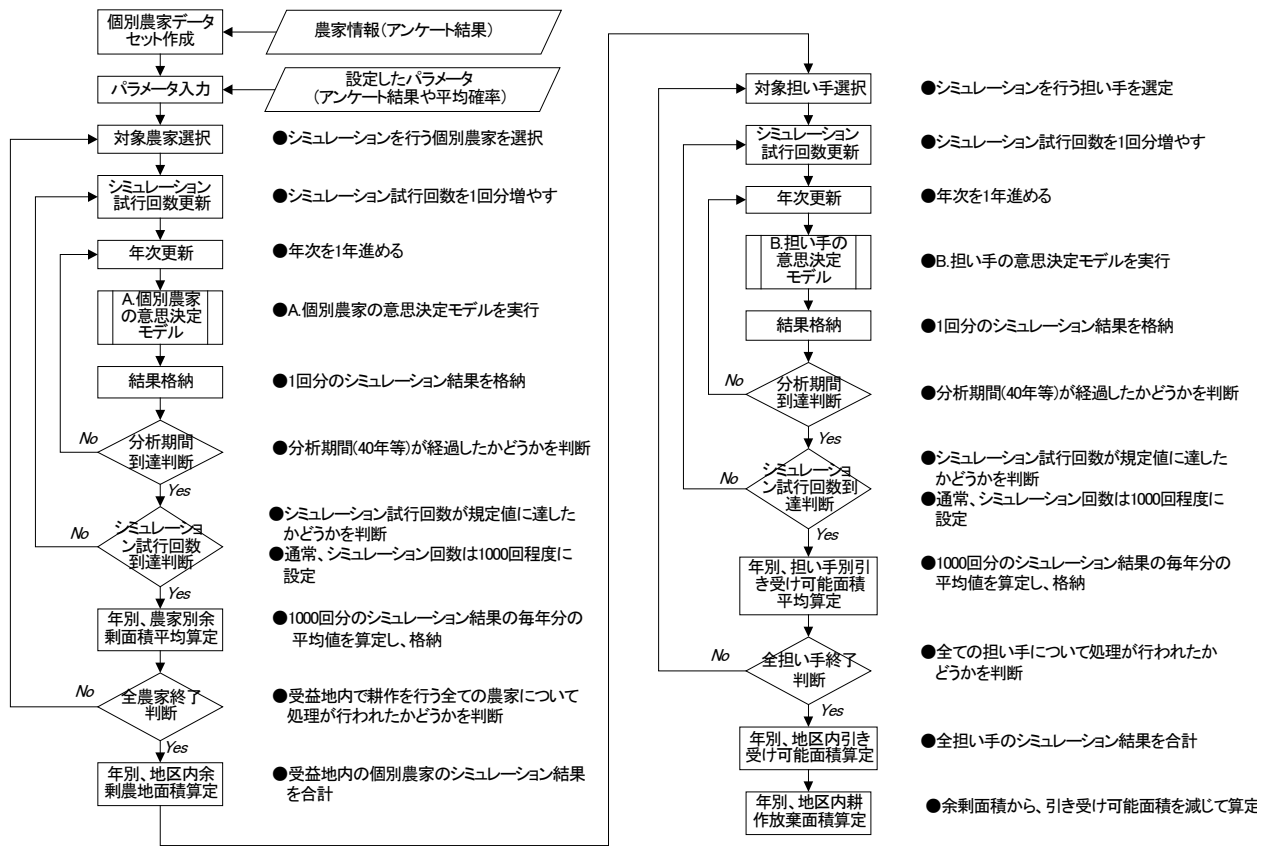 個別農家データ
セット作成
農家情報(アンケート結果)
パラメータ入力
設定したパラメータ
(アンケート結果や平均確率)
対象農家選択
●シミュレーションを行う個別農家を選択
シミュレーション
試行回数更新
●シミュレーション試行回数を1回分増やす
年次更新
●年次を1年進める
A.個別農家
の意思決定
モデル
●A.個別農家の意思決定モデルを実行
結果格納
●1回分のシミュレーション結果を格納
No
分析期間
到達判断
●分析期間(40年等)が経過したかどうかを判断
Yes
No
シミュレーショ
ン試行回数
到達判断
●シミュレーション試行回数が規定値に達した
かどうかを判断
●通常、シミュレーション回数は1000回程度に
設定
Yes
年別、農家別余
剰面積平均算定
●1000回分のシミュレーション結果の毎年分の
平均値を算定し、格納
No
全農家終了
判断
●受益地内で耕作を行う全ての農家について
処理が行われたかどうかを判断
Yes
年別、地区内余
剰農地面積算定
●受益地内の個別農家のシミュレーション結果
を合計
対象担い手選択
●シミュレーションを行う担い手を選定
シミュレーション
試行回数更新
●シミュレーション試行回数を1回分増やす
年次更新
●年次を1年進める
B.担い手の
意思決定
モデル
●B.担い手の意思決定モデルを実行
結果格納
●1回分のシミュレーション結果を格納
No
分析期間
到達判断
●分析期間(40年等)が経過したかどうかを判断
Yes
No
シミュレーショ
ン試行回数到
達判断
●シミュレーション試行回数が規定値に達した
かどうかを判断
●通常、シミュレーション回数は1000回程度に
設定
Yes
年別、担い手別引
き受け可能面積
平均算定
●1000回分のシミュレーション結果の毎年分の
平均値を算定し、格納
No
全担い手終了
判断
●全ての担い手について処理が行われたか
どうかを判断
Yes
年別、地区内引き
受け可能面積算定
●全担い手のシミュレーション結果を合計
年別、地区内耕
作放棄面積算定
●余剰面積から、引き受け可能面積を減じて算定